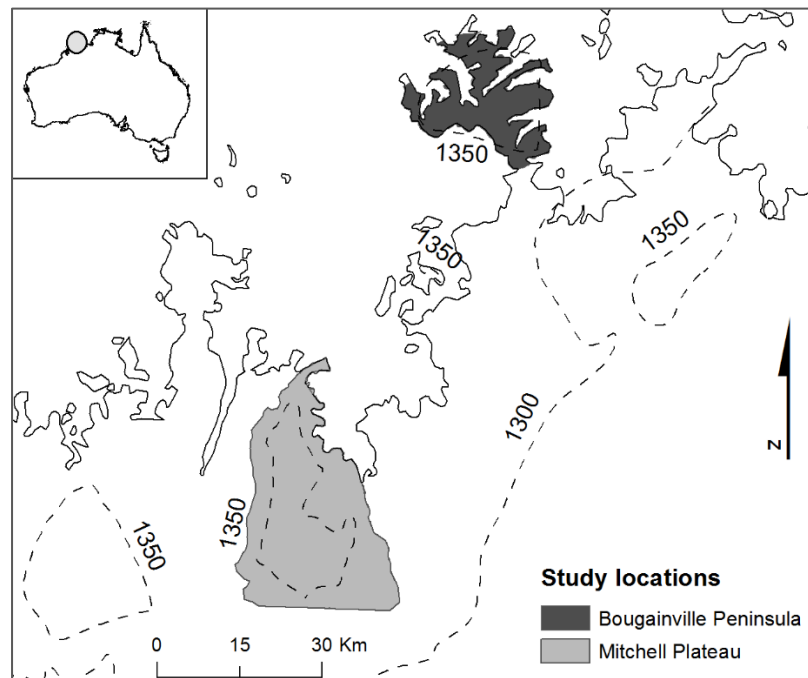 1350
1350
1350
1300
1350
1350
N
Study locations
Bougainville Peninsula
Mitchell Plateau
0 15 30 Km